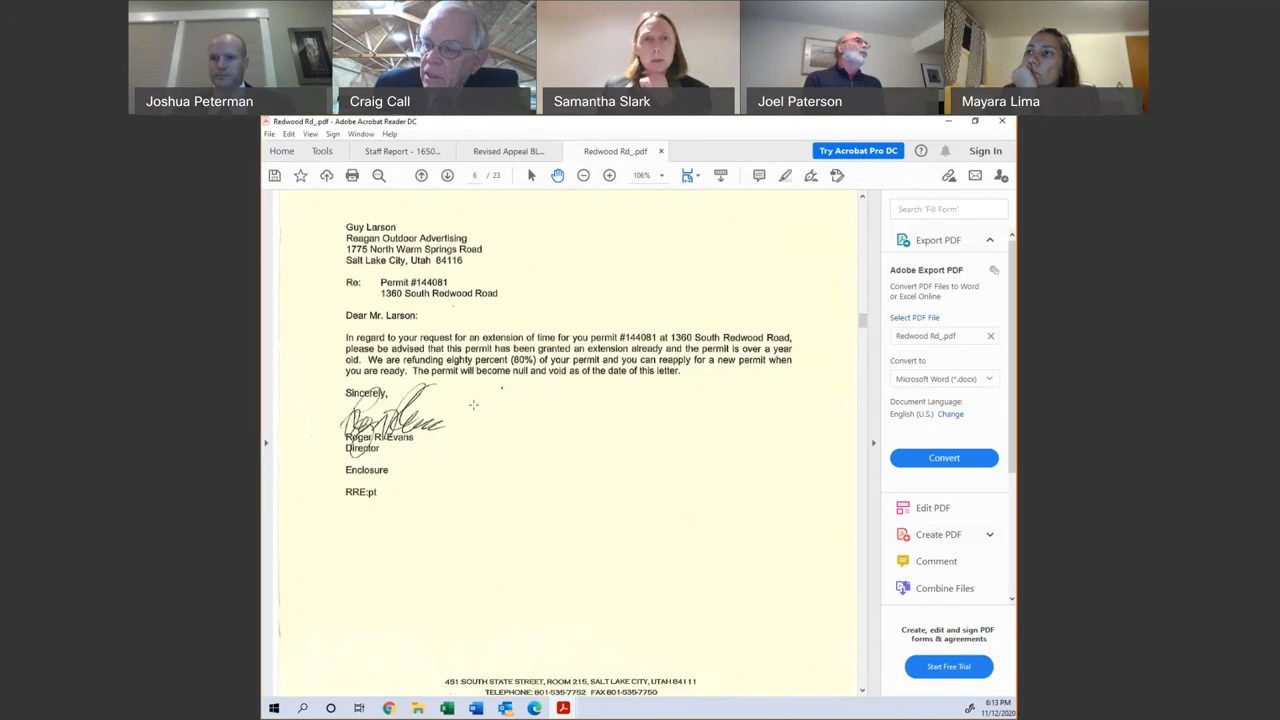 Joshua Peterman
Craig Call
Samantha Slark
Joel Paterson
Mayara Lima
Redwood Rd_.pdf - Adobe Acrobat Reader DC
File Edit View Sign Window Help
Home Tools Staff Report - 1650... Revised Appeal BL... Redwood Rd_.pdf × Try Acrobat Pro DC Sign In
6 / 23 106%
Guy Larson
Reagan Outdoor Advertising
1775 North Warm Springs Road
Salt Lake City, Utah 84116
Re: Permit #144081
1360 South Redwood Road
Dear Mr. Larson:
In regard to your request for an extension of time for you permit #144081 at 1360 South Redwood Road,
please be advised that this permit has been granted an extension already and the permit is over a year
old. We are refunding eighty percent (80%) of your permit and you can reapply for a new permit when
you are ready. The permit will become null and void as of the date of this letter.
Sincerely,
Roger R. Evans
Director
Enclosure
RRE:pt
451 SOUTH STATE STREET, ROOM 215, SALT LAKE CITY, UTAH 84111
TELEPHONE: 801-535-7752 FAX 801-535-7750
Search 'Fill Form'
Export PDF
Adobe Export PDF
Convert PDF Files to Word
or Excel Online
Select PDF File
Redwood Rd_.pdf
Convert to
Microsoft Word (*.docx)
Document Language:
English (U.S.) Change
Convert
Edit PDF
Create PDF
Comment
Combine Files
Create, edit and sign PDF
forms & agreements
Start Free Trial
6:13 PM
11/12/2020